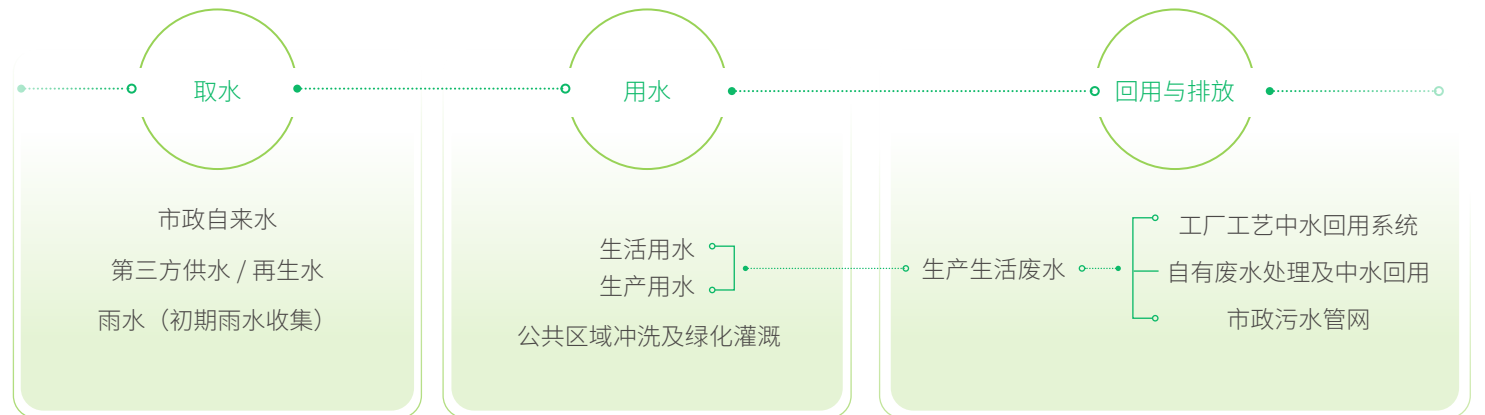 取水
市政自来水
第三方供水 / 再生水
雨水（初期雨水收集）
用水
生活用水
生产用水
公共区域冲洗及绿化灌溉
回用与排放
生产生活废水
工厂工艺中水回用系统
自有废水处理及中水回用
市政污水管网